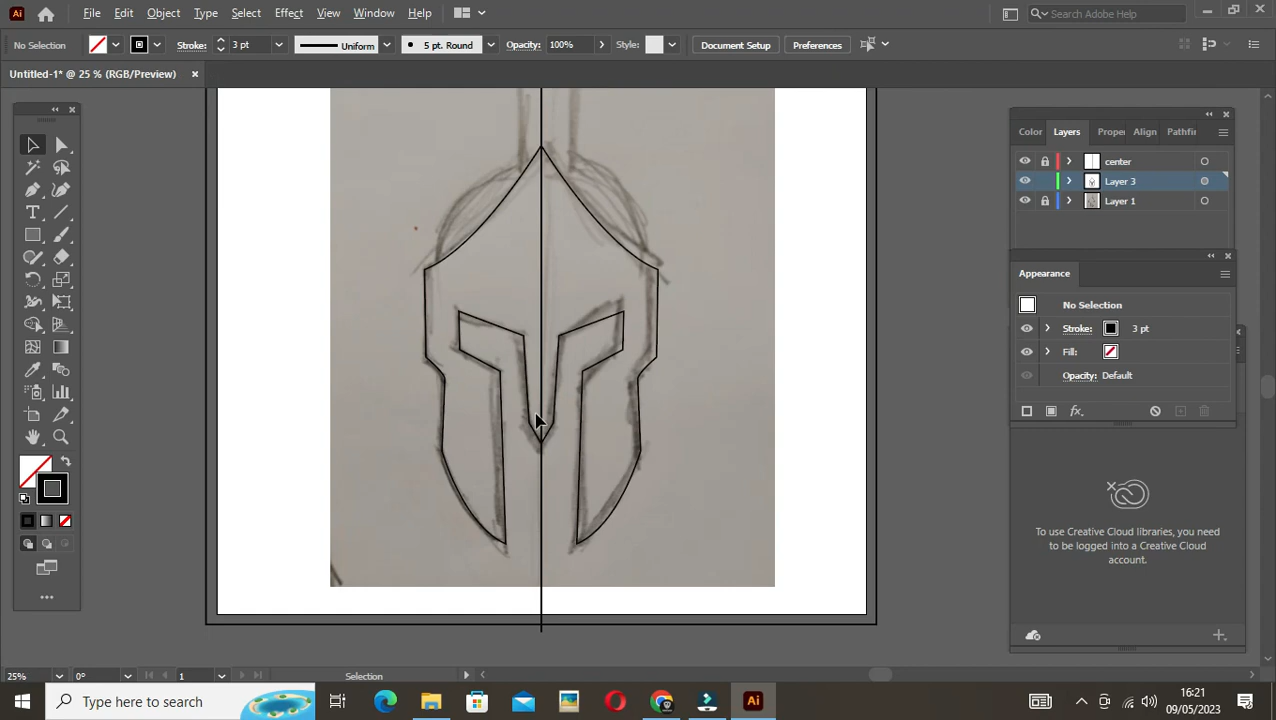 Ai File Edit Object Type Select Effect View Window Help Search Adobe Help
No Selection Stroke: 3 pt Uniform 5 pt. Round Opacity: 100% Style: Document Setup Preferences
Untitled-1* @ 25 % (RGB/Preview)
Color Layers Proper Align Pathfin
center
Layer 3
Layer 1
Appearance
No Selection
Stroke: 3 pt
Fill:
Opacity: Default
fx
To use Creative Cloud libraries, you need
to be logged into a Creative Cloud
account.
25% 0° 1 Selection
Type here to search Ai 16:21
09/05/2023